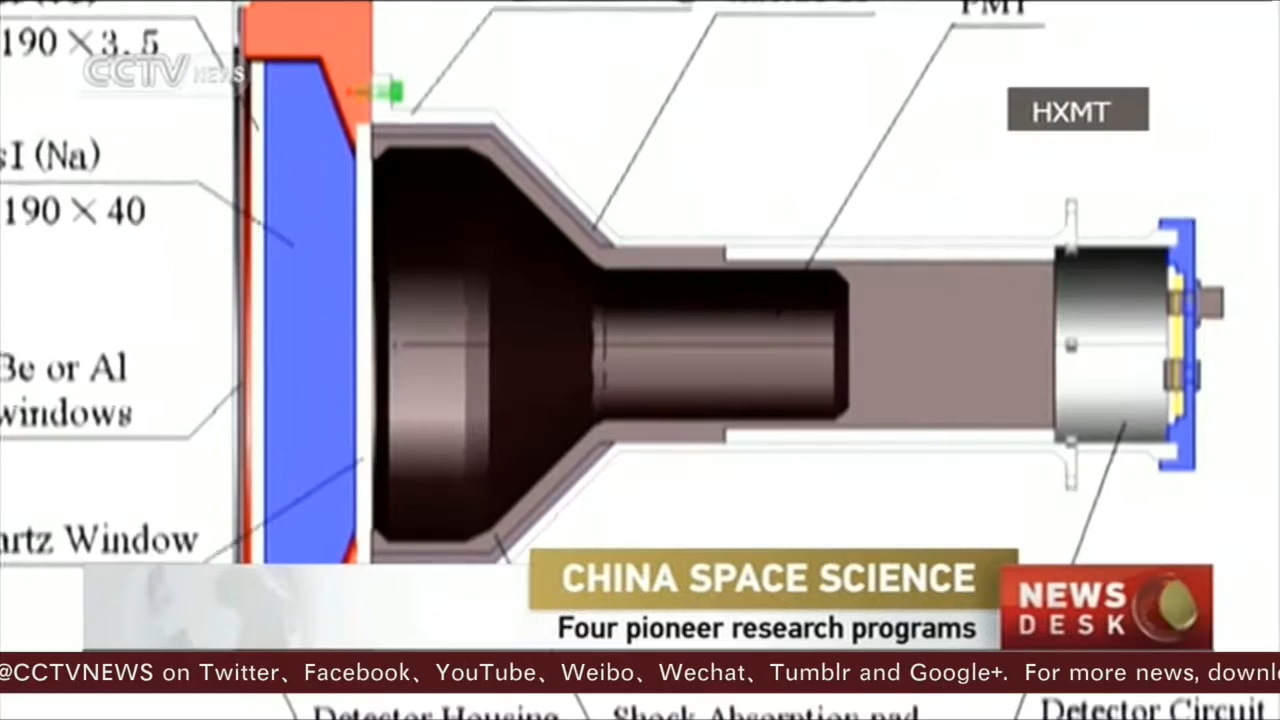 PMT
190 × 3.5
CCTV NEWS
HXMT
sI (Na)
190 × 40
Be or Al
windows
rtz Window
CHINA SPACE SCIENCE
Four pioneer research programs
NEWS
DESK
@CCTVNEWS on Twitter、Facebook、YouTube、Weibo、Wechat、Tumblr and Google+. For more news, downl
Detector Housing
Shock Absorption pad
Detector Circuit